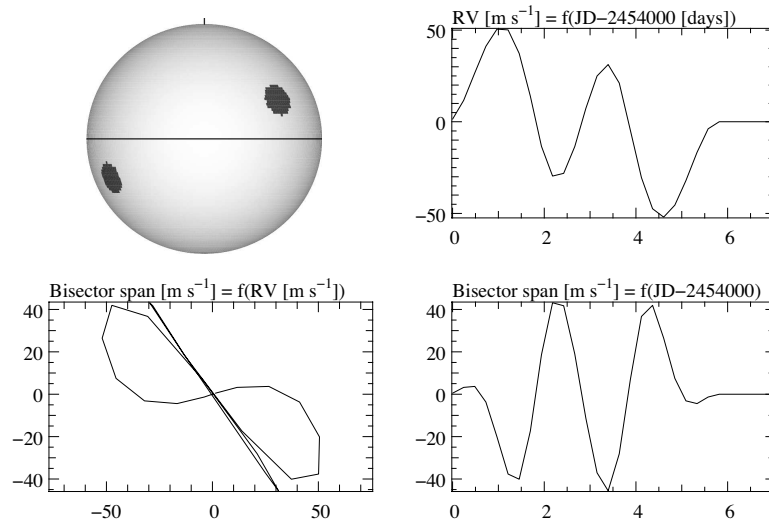 RV [m s−1] = f(JD−2454000 [days])
50
0
−50
0 2 4 6
Bisector span [m s−1] = f(RV [m s−1])
40
20
0
−20
−40
−50 0 50
Bisector span [m s−1] = f(JD−2454000)
40
20
0
−20
−40
0 2 4 6